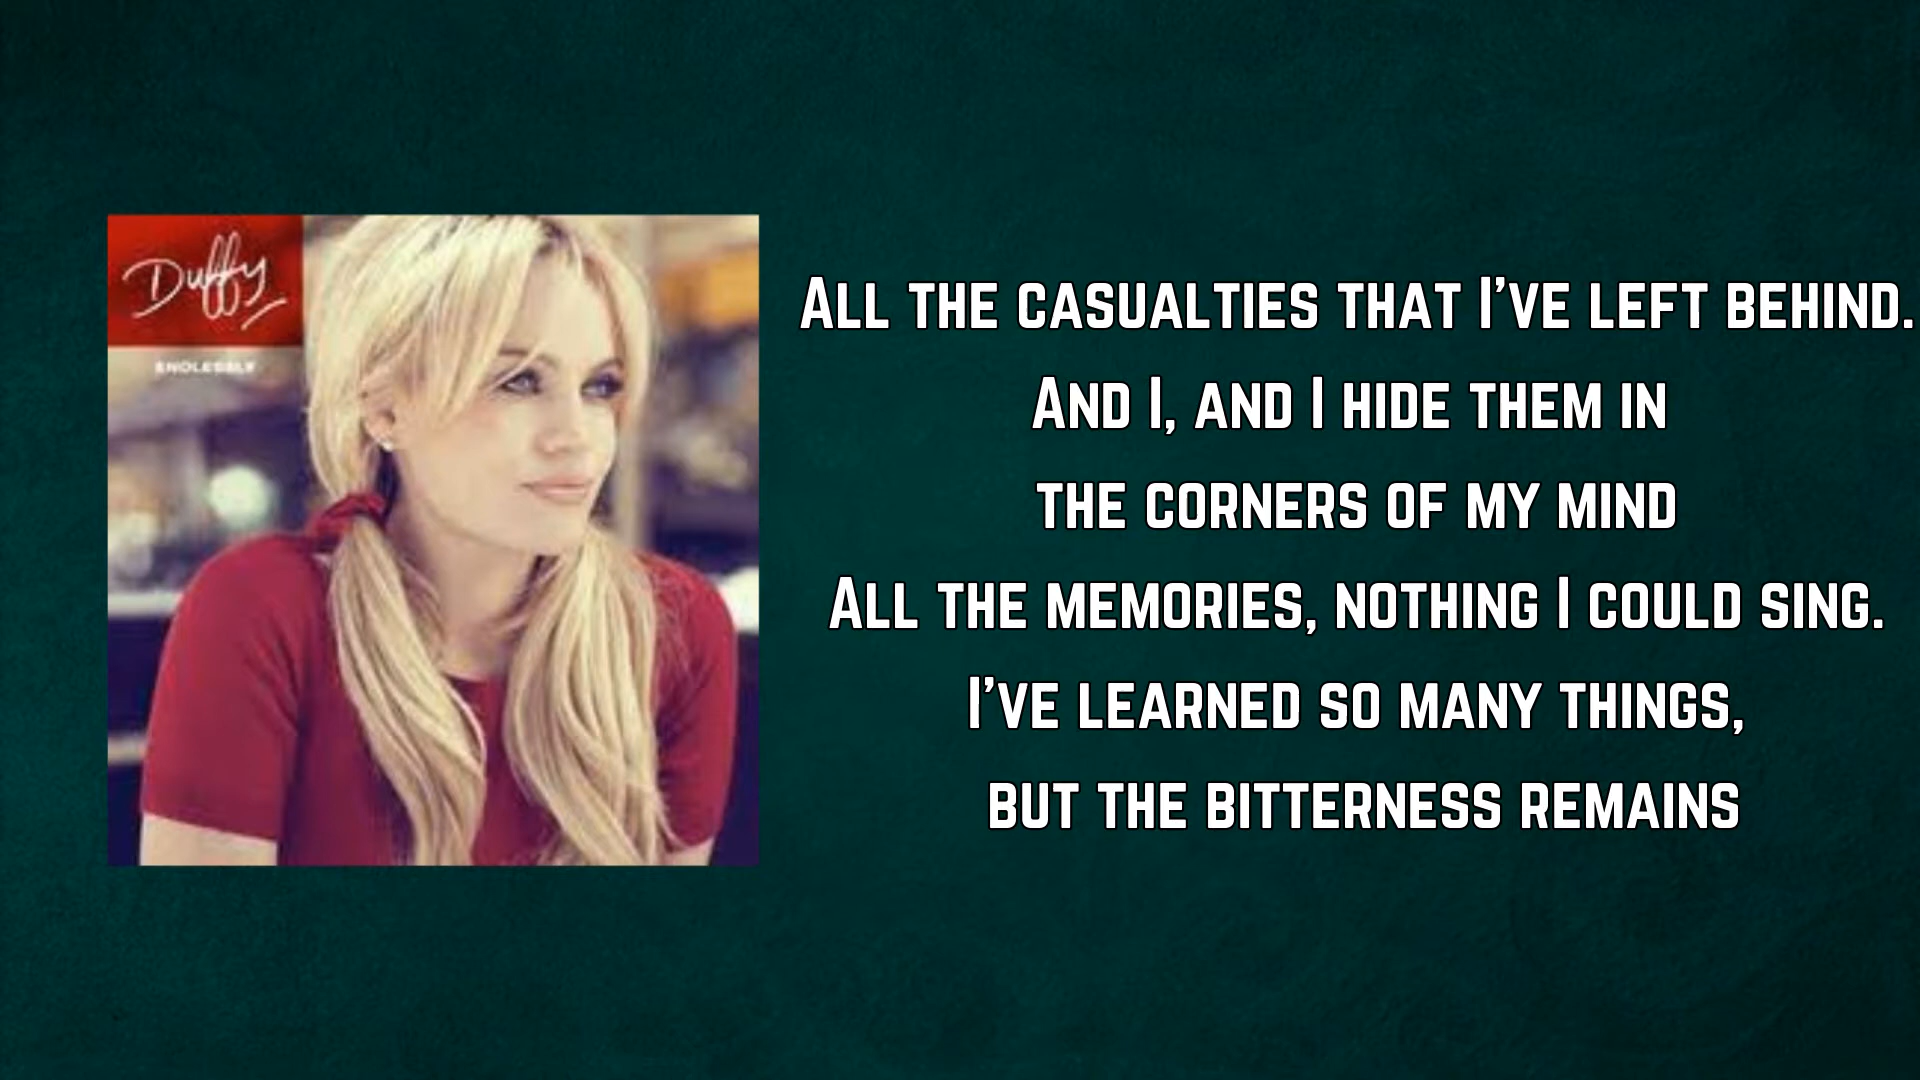 Duffy
ENDLESSLY
All the casualties that I've left behind.
And I, and I hide them in
the corners of my mind
All the memories, nothing I could sing.
I've learned so many things,
but the bitterness remains